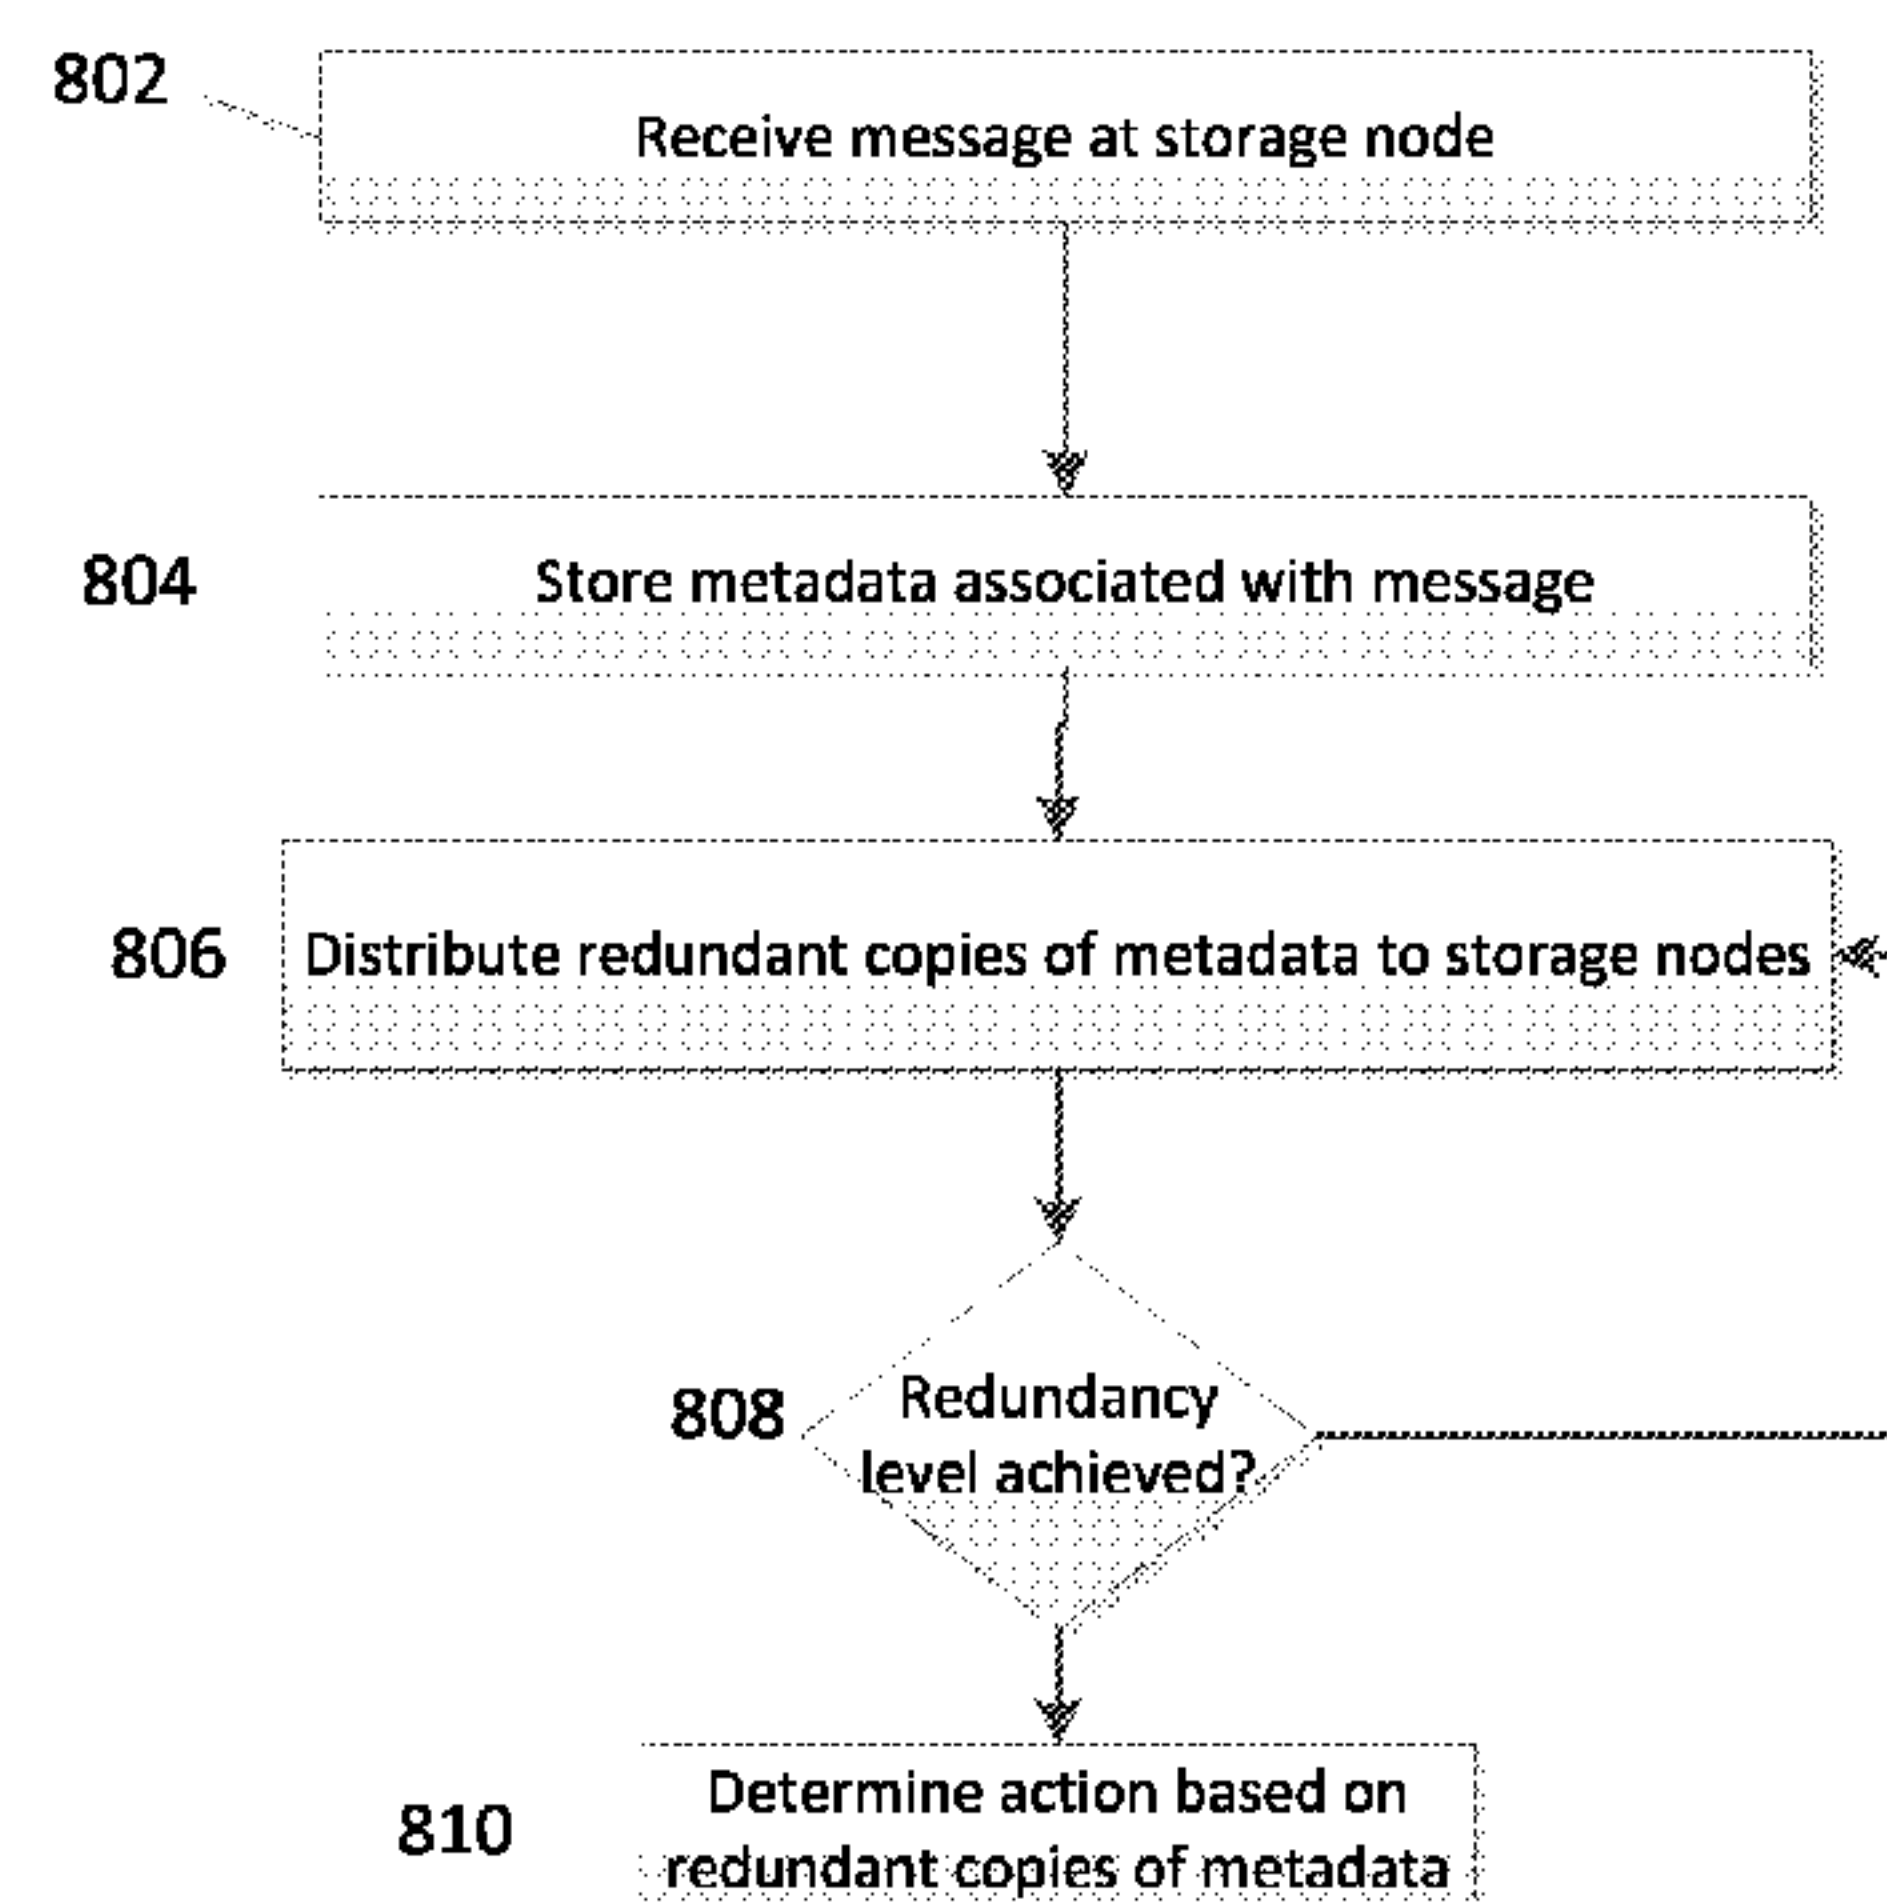 802
Receive message at storage node
804
Store metadata associated with message
806
Distribute redundant copies of metadata to storage nodes
808
Redundancy
level achieved?
810
Determine action based on
redundant copies of metadata